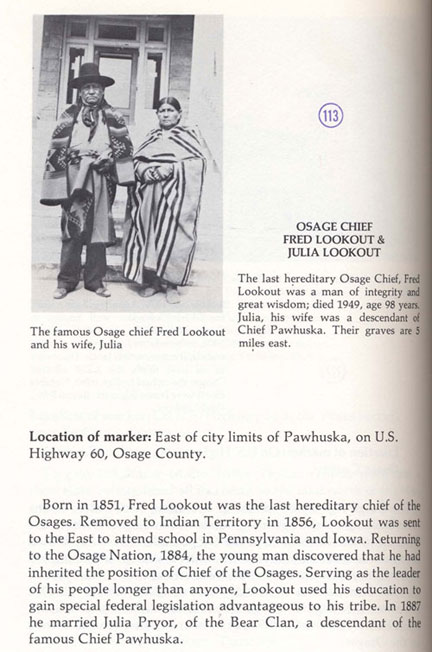 113
OSAGE CHIEF
FRED LOOKOUT &
JULIA LOOKOUT
The last hereditary Osage Chief, Fred
Lookout was a man of integrity and
great wisdom; died 1949, age 98 years.
Julia, his wife was a descendant of
Chief Pawhuska. Their graves are 5
miles east.
The famous Osage chief Fred Lookout
and his wife, Julia
Location of marker: East of city limits of Pawhuska, on U.S.
Highway 60, Osage County.
Born in 1851, Fred Lookout was the last hereditary chief of the
Osages. Removed to Indian Territory in 1856, Lookout was sent
to the East to attend school in Pennsylvania and Iowa. Returning
to the Osage Nation, 1884, the young man discovered that he had
inherited the position of Chief of the Osages. Serving as the leader
of his people longer than anyone, Lookout used his education to
gain special federal legislation advantageous to his tribe. In 1887
he married Julia Pryor, of the Bear Clan, a descendant of the
famous Chief Pawhuska.